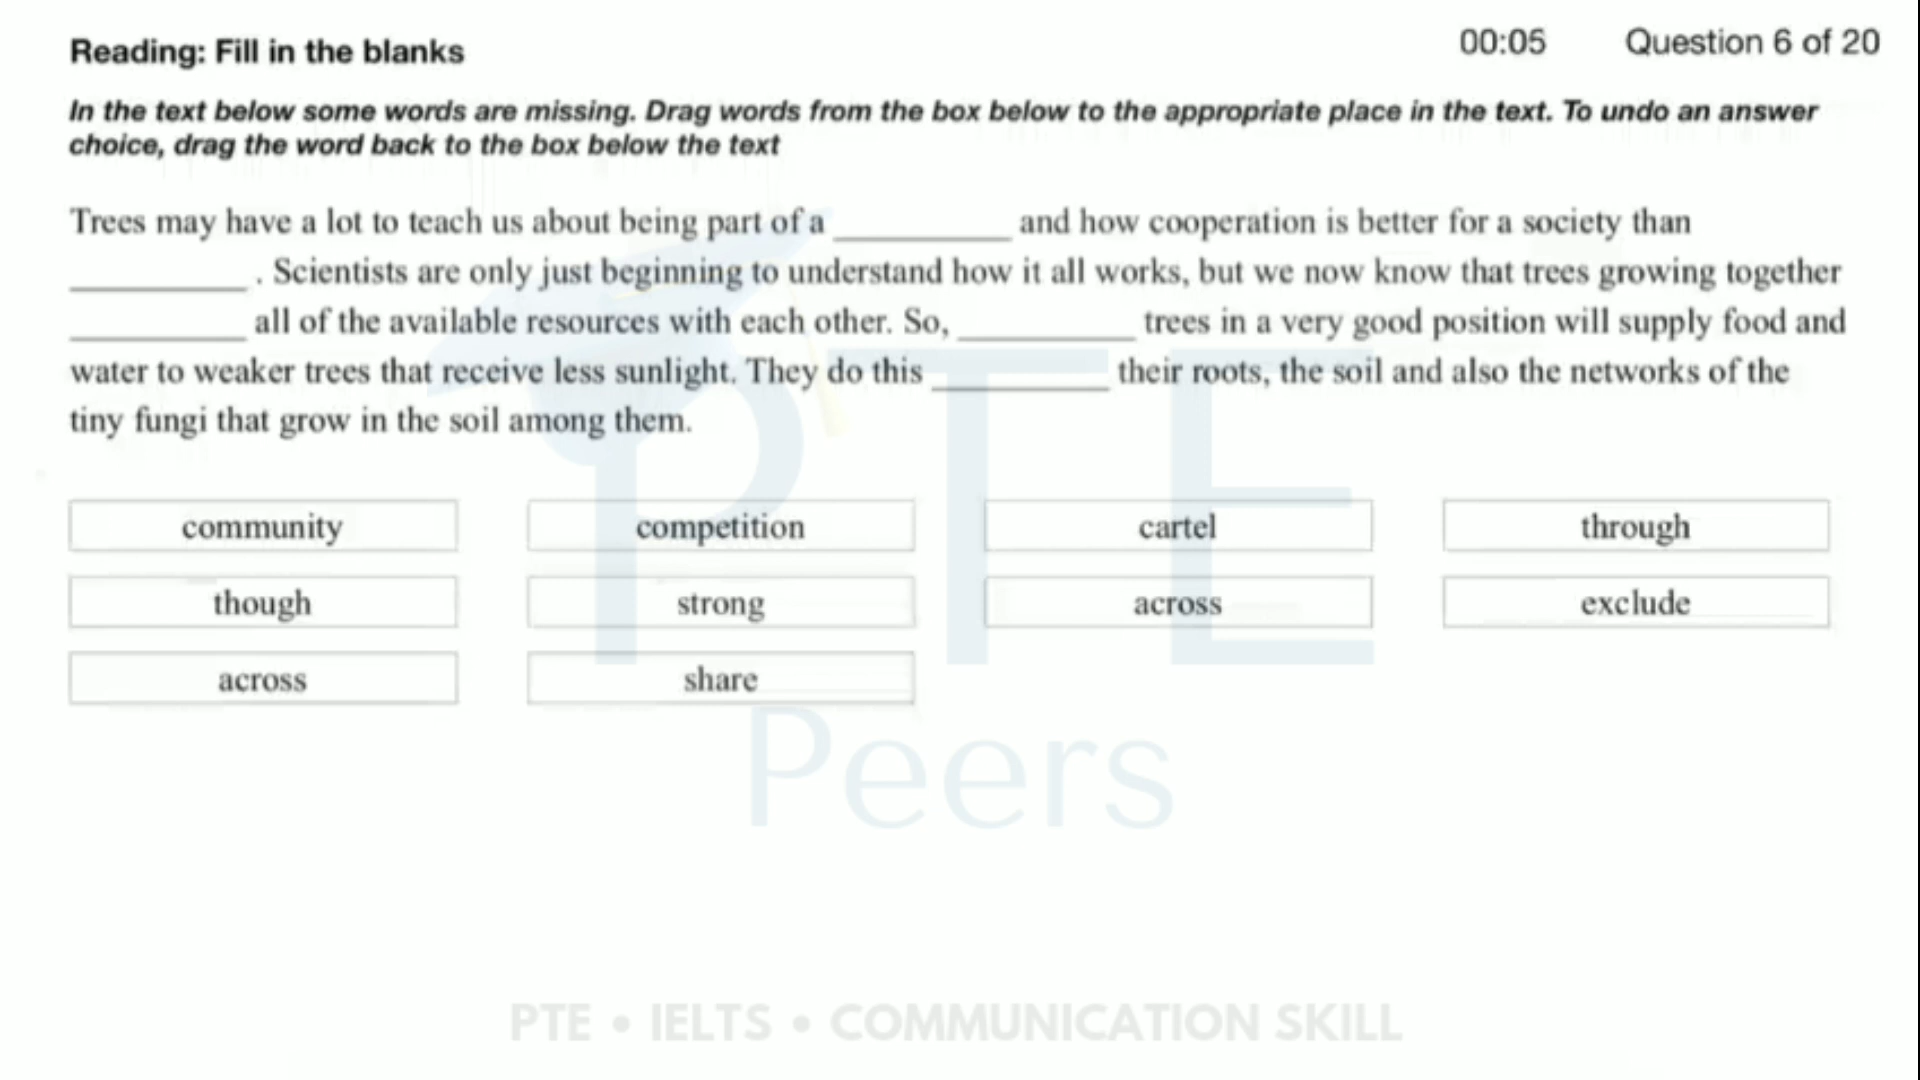 Reading: Fill in the blanks
00:05 Question 6 of 20
In the text below some words are missing. Drag words from the box below to the appropriate place in the text. To undo an answer
choice, drag the word back to the box below the text
Trees may have a lot to teach us about being part of a __________ and how cooperation is better for a society than
__________ . Scientists are only just beginning to understand how it all works, but we now know that trees growing together
__________ all of the available resources with each other. So, __________ trees in a very good position will supply food and
water to weaker trees that receive less sunlight. They do this __________ their roots, the soil and also the networks of the
tiny fungi that grow in the soil among them.
community competition cartel through
though strong across exclude
across share
PTE
Peers
PTE • IELTS • COMMUNICATION SKILL